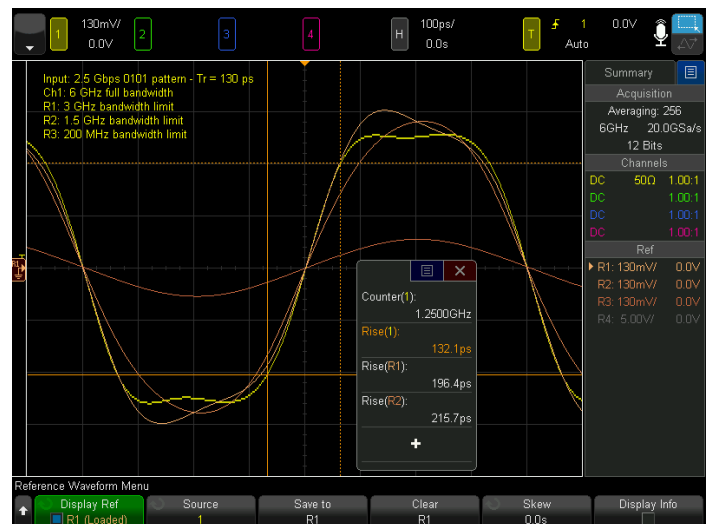 1 130mV/ 2 3 4 H 100ps/ T 1 0.0V
0.0V 0.0s Auto
Input: 2.5 Gbps 0101 pattern - Tr = 130 ps
Ch1: 6 GHz full bandwidth
R1: 3 GHz bandwidth limit
R2: 1.5 GHz bandwidth limit
R3: 200 MHz bandwidth limit
T
R1
Counter(1):
1.2500GHz
Rise(1):
132.1ps
Rise(R1):
196.4ps
Rise(R2):
215.7ps
+
Summary
Acquisition
Averaging: 256
6GHz 20.0GSa/s
12 Bits
Channels
DC 50Ω 1.00:1
DC 1.00:1
DC 1.00:1
DC 1.00:1
Ref
R1: 130mV/ 0.0V
R2: 130mV/ 0.0V
R3: 130mV/ 0.0V
R4: 5.00V/ 0.0V
Reference Waveform Menu
Display Ref Source Save to Clear Skew Display Info
R1 (Loaded) 1 R1 R1 0.0s